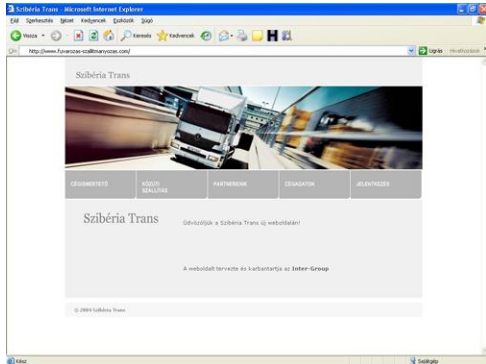 Szibéria Trans - Microsoft Internet Explorer
Fájl Szerkesztés Nézet Kedvencek Eszközök Súgó
Vissza Keresés Kedvencek
Cím http://www.fuvarozas-szallitmanyozas.com/ Ugrás Hivatkozások
Szibéria Trans
CÉGISMERTETŐ KÖZÚTI SZÁLLÍTÁS PARTNEREINK CÉGADATOK JELENTKEZÉS
Szibéria Trans
Üdvözöljük a Szibéria Trans új weboldalán!
A weboldalt tervezte és karbantartja az Inter-Group
© 2004 Szibéria Trans
Kész Sajátgép